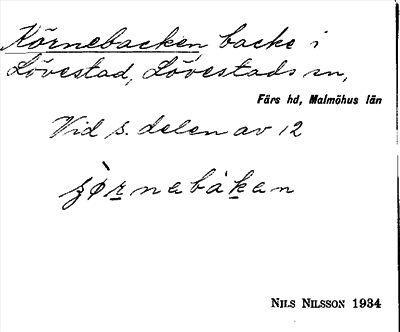 Körnebacken backe i
Lövestad, Lövestads sn,
Färs hd, Malmöhus län
Vid s. delen av 12
NILS NILSSON 1934